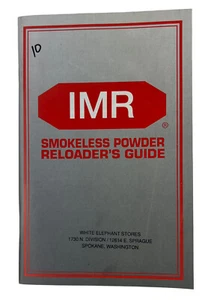 10
IMR
®
SMOKELESS POWDER
RELOADER'S GUIDE
WHITE ELEPHANT STORES
1730 N. DIVISION / 12614 E. SPRAGUE
SPOKANE, WASHINGTON